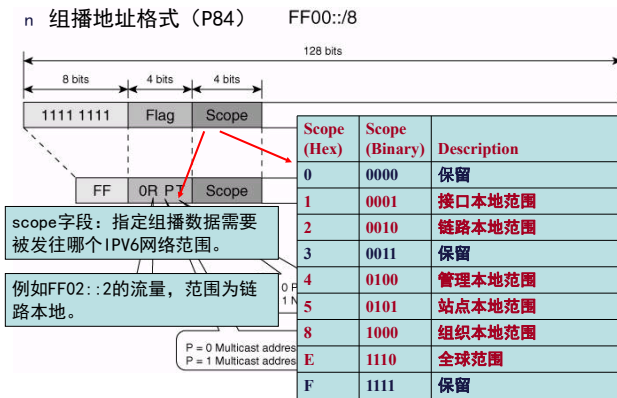 n 组播地址格式（P84） FF00::/8
128 bits
8 bits 4 bits 4 bits
1111 1111 Flag Scope
FF 0R PT Scope
scope字段：指定组播数据需要
被发往哪个IPV6网络范围。
例如FF02::2的流量，范围为链
路本地。
0 P
1 N
P = 0 Multicast addres
P = 1 Multicast addres
Scope (Hex) Scope (Binary) Description
0 0000 保留
1 0001 接口本地范围
2 0010 链路本地范围
3 0011 保留
4 0100 管理本地范围
5 0101 站点本地范围
8 1000 组织本地范围
E 1110 全球范围
F 1111 保留